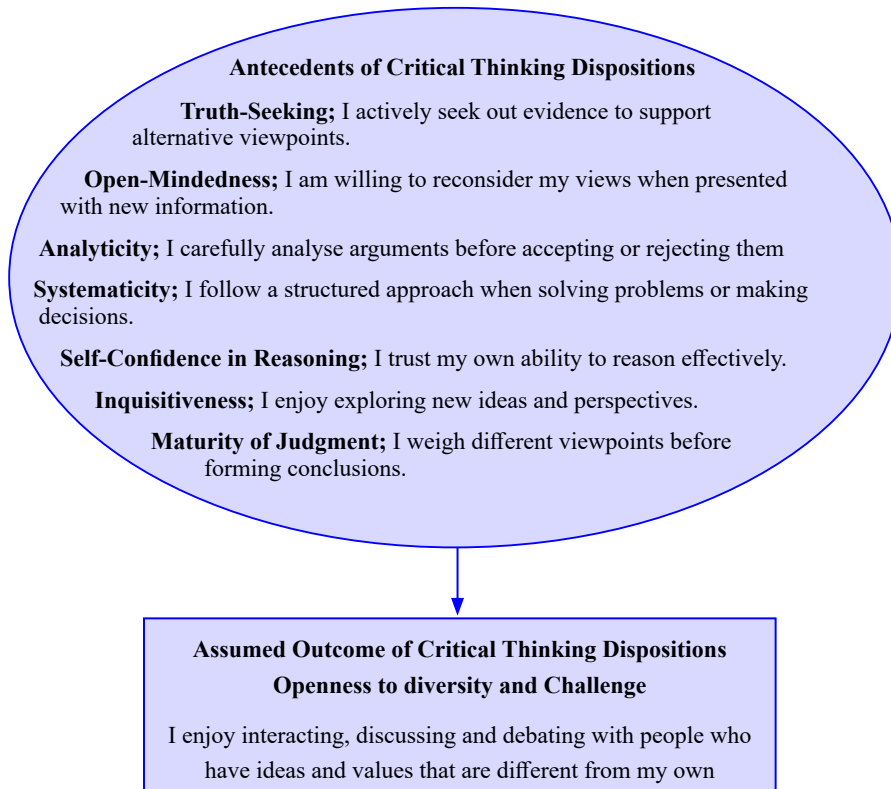 Antecedents of Critical Thinking Dispositions
Truth-Seeking; I actively seek out evidence to support
alternative viewpoints.
Open-Mindedness; I am willing to reconsider my views when presented
with new information.
Analyticity; I carefully analyse arguments before accepting or rejecting them
Systematicity; I follow a structured approach when solving problems or making
decisions.
Self-Confidence in Reasoning; I trust my own ability to reason effectively.
Inquisitiveness; I enjoy exploring new ideas and perspectives.
Maturity of Judgment; I weigh different viewpoints before
forming conclusions.
Assumed Outcome of Critical Thinking Dispositions
Openness to diversity and Challenge
I enjoy interacting, discussing and debating with people who
have ideas and values that are different from my own